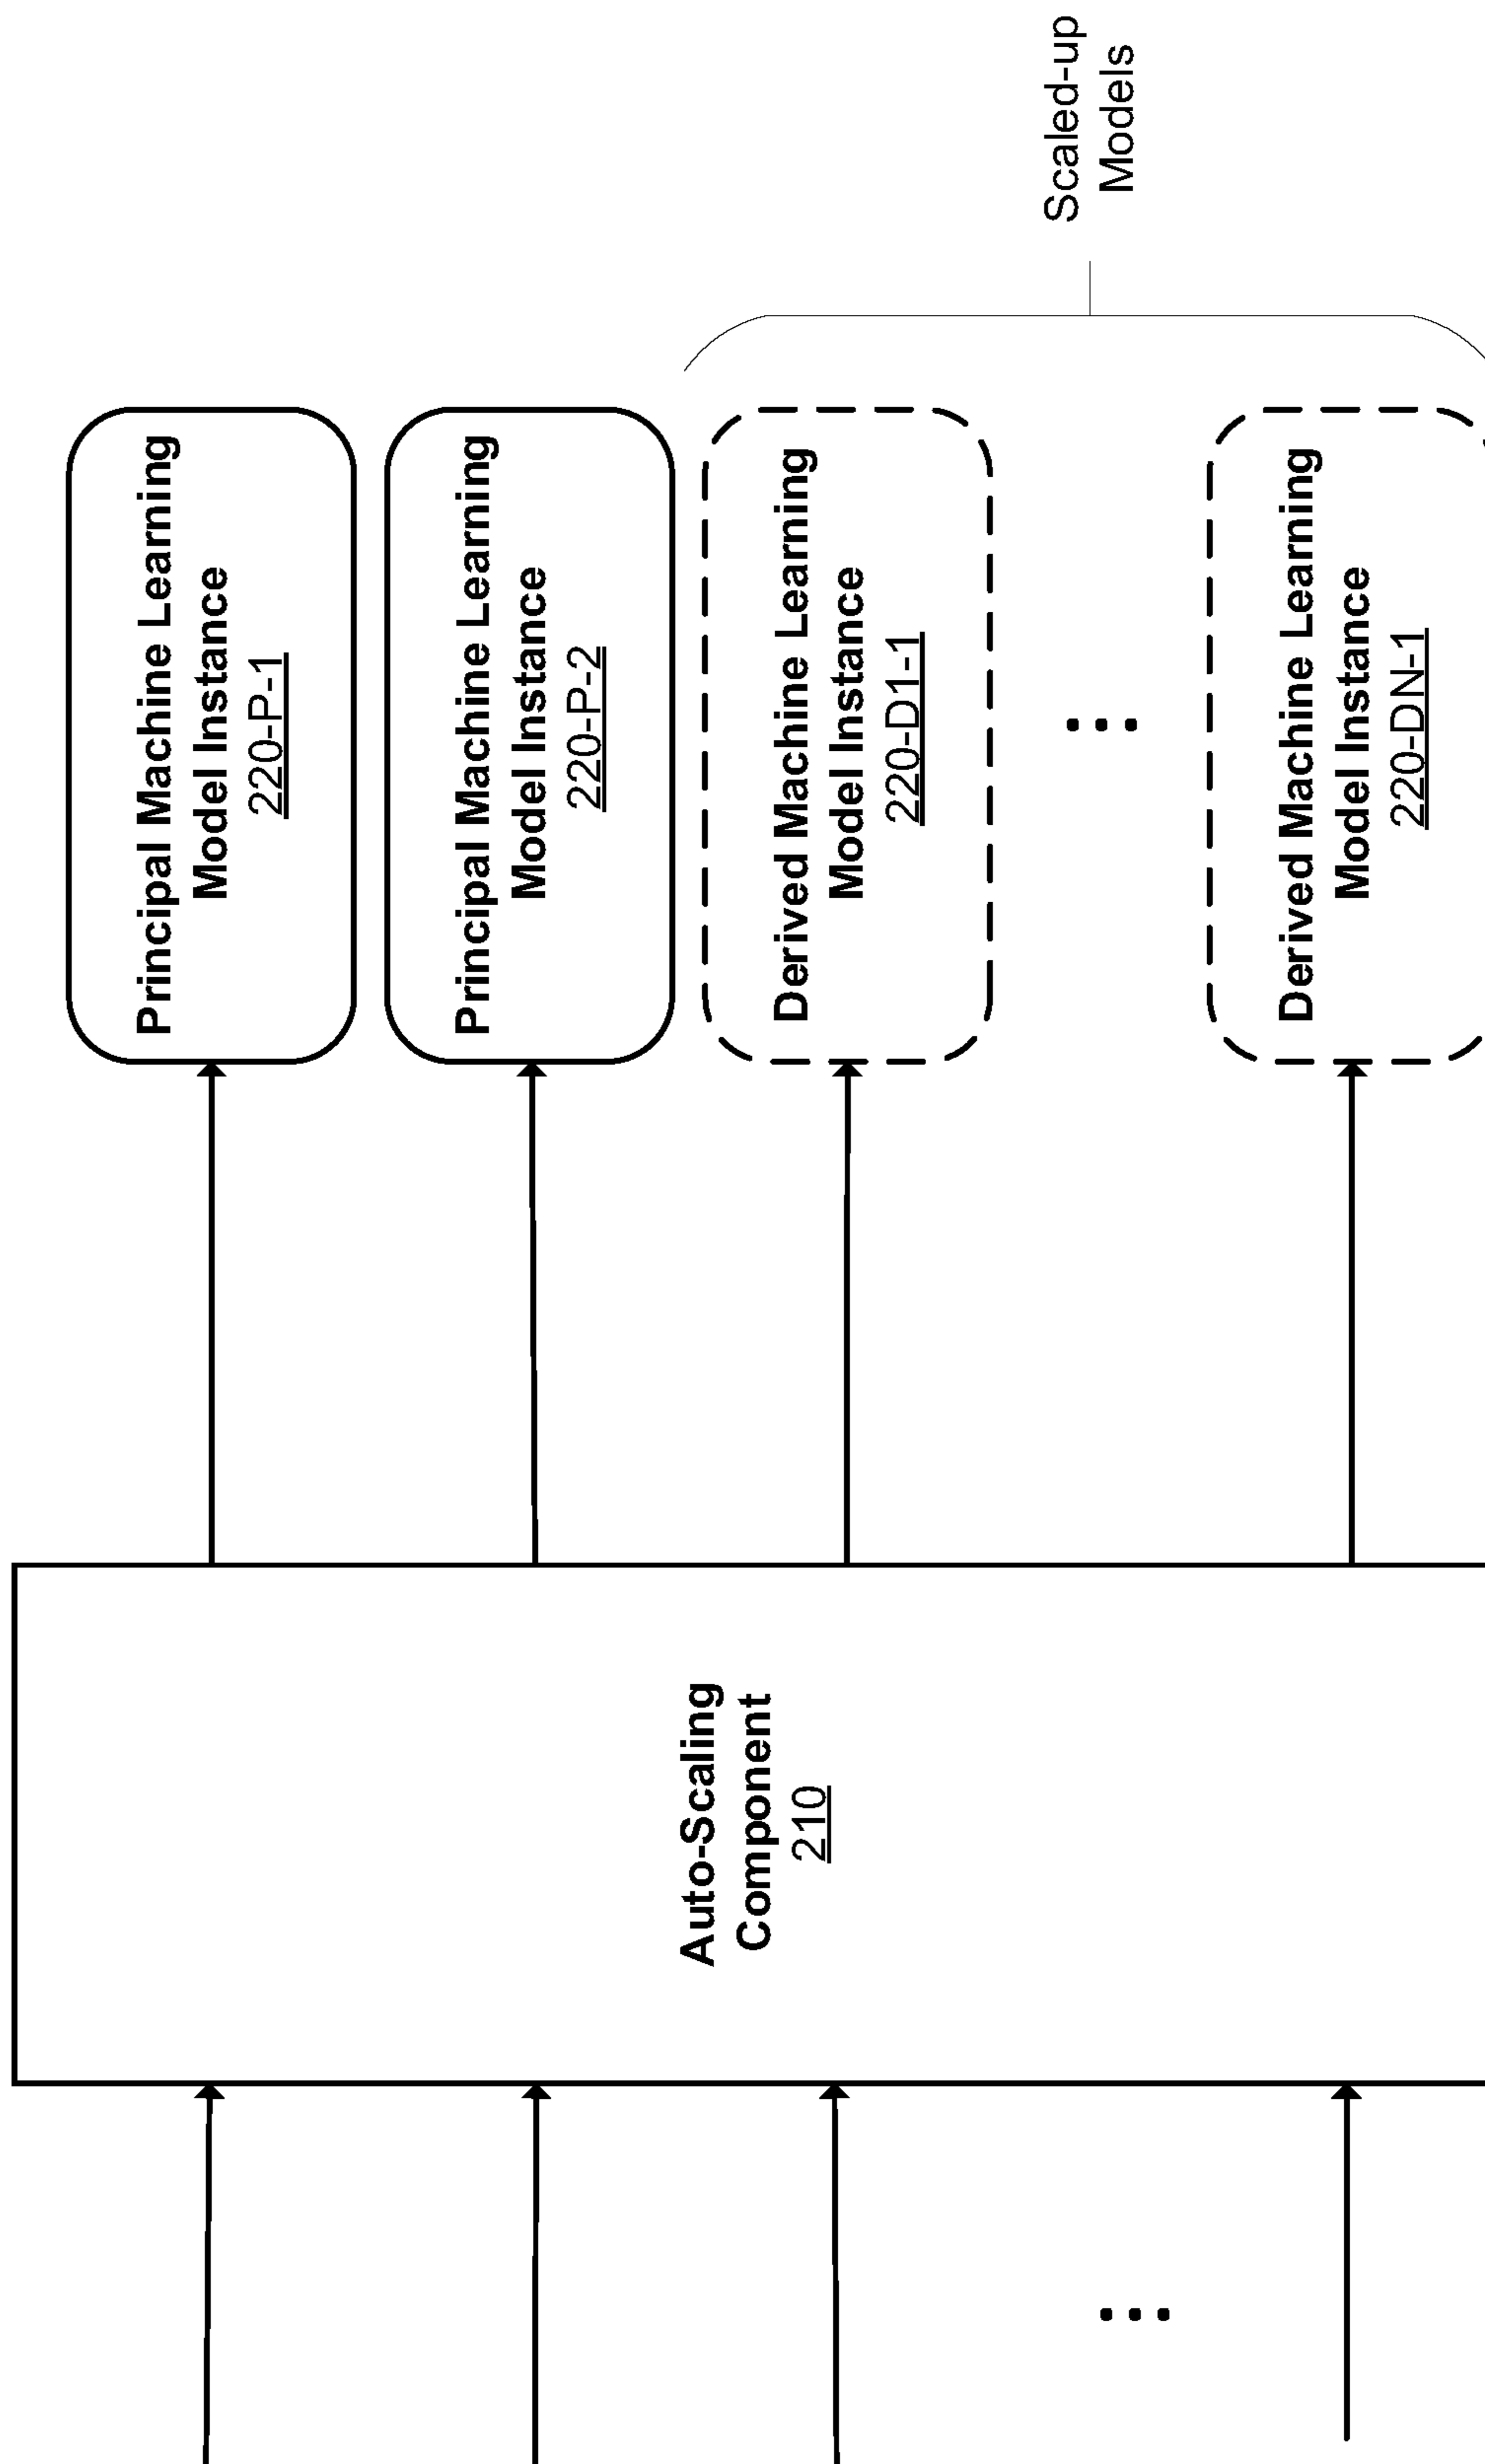 Auto-Scaling
Component
210
Principal Machine Learning
Model Instance
220-P-1
Principal Machine Learning
Model Instance
220-P-2
Derived Machine Learning
Model Instance
220-D1-1
Derived Machine Learning
Model Instance
220-DN-1
Scaled-up
Models